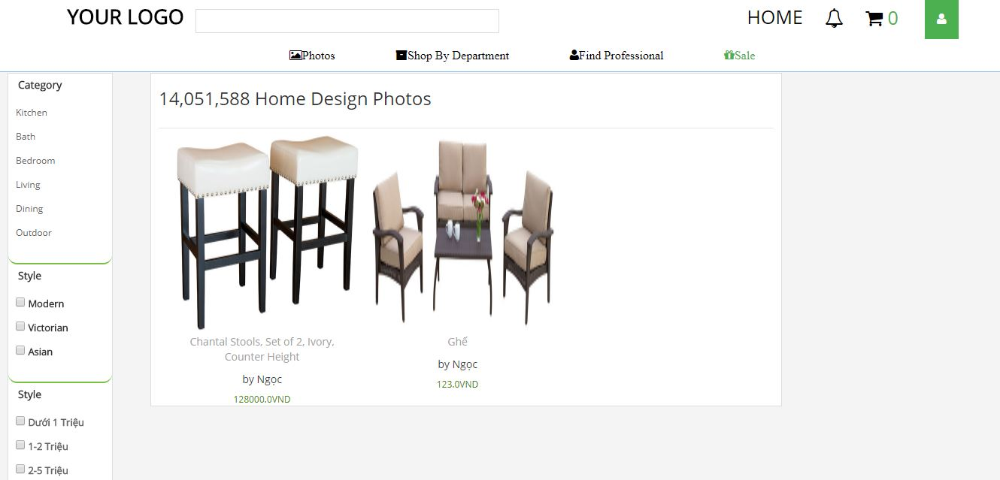 YOUR LOGO
HOME
0
Photos
Shop By Department
Find Professional
Sale
Category
Kitchen
Bath
Bedroom
Living
Dining
Outdoor
Style
Modern
Victorian
Asian
Style
Dưới 1 Triệu
1-2 Triệu
2-5 Triệu
14,051,588 Home Design Photos
Chantal Stools, Set of 2, Ivory,
Counter Height
by Ngọc
128000.0VND
Ghế
by Ngọc
123.0VND